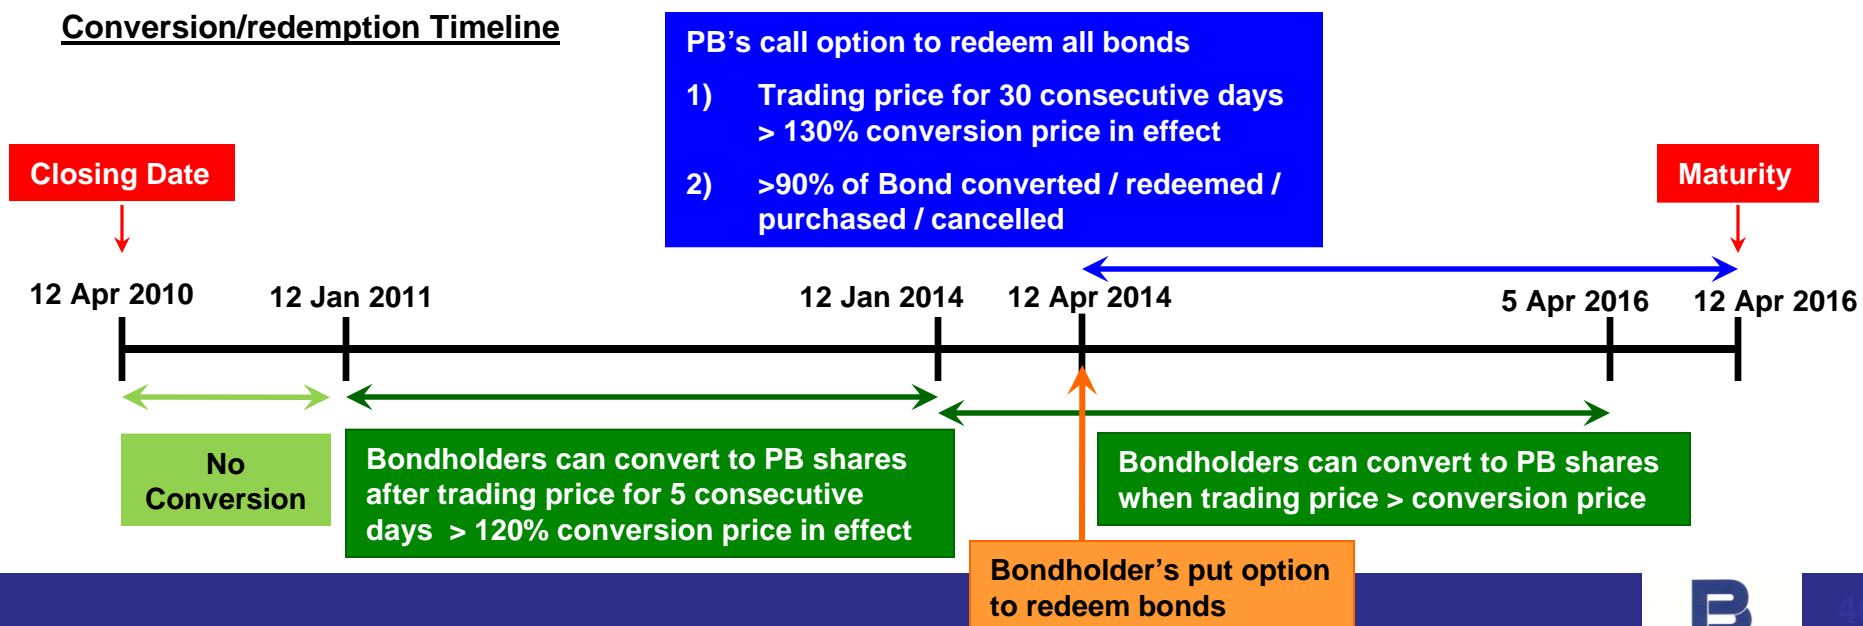 Conversion/redemption Timeline
PB’s call option to redeem all bonds
1) Trading price for 30 consecutive days
> 130% conversion price in effect
2) >90% of Bond converted / redeemed /
purchased / cancelled
Closing Date
Maturity
12 Apr 2010
12 Jan 2011
12 Jan 2014
12 Apr 2014
5 Apr 2016
12 Apr 2016
No
Conversion
Bondholders can convert to PB shares
after trading price for 5 consecutive
days > 120% conversion price in effect
Bondholders can convert to PB shares
when trading price > conversion price
Bondholder’s put option
to redeem bonds